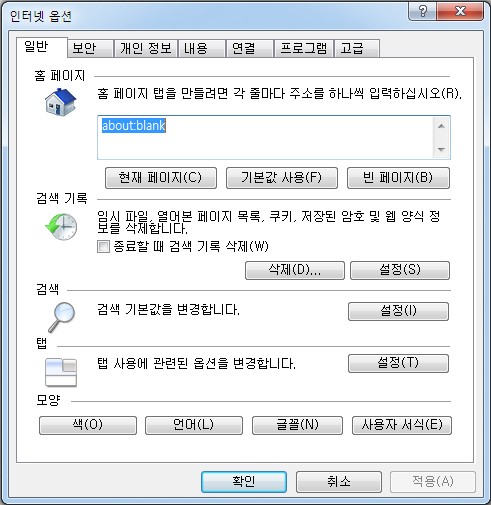 인터넷 옵션
일반 보안 개인 정보 내용 연결 프로그램 고급
홈 페이지
홈 페이지 탭을 만들려면 각 줄마다 주소를 하나씩 입력하십시오(R).
about:blank
현재 페이지(C) 기본값 사용(F) 빈 페이지(B)
검색 기록
임시 파일, 열어본 페이지 목록, 쿠키, 저장된 암호 및 웹 양식 정
보를 삭제합니다.
종료할 때 검색 기록 삭제(W)
삭제(D)... 설정(S)
검색
검색 기본값을 변경합니다. 설정(I)
탭
탭 사용에 관련된 옵션을 변경합니다. 설정(T)
모양
색(O) 언어(L) 글꼴(N) 사용자 서식(E)
확인 취소 적용(A)